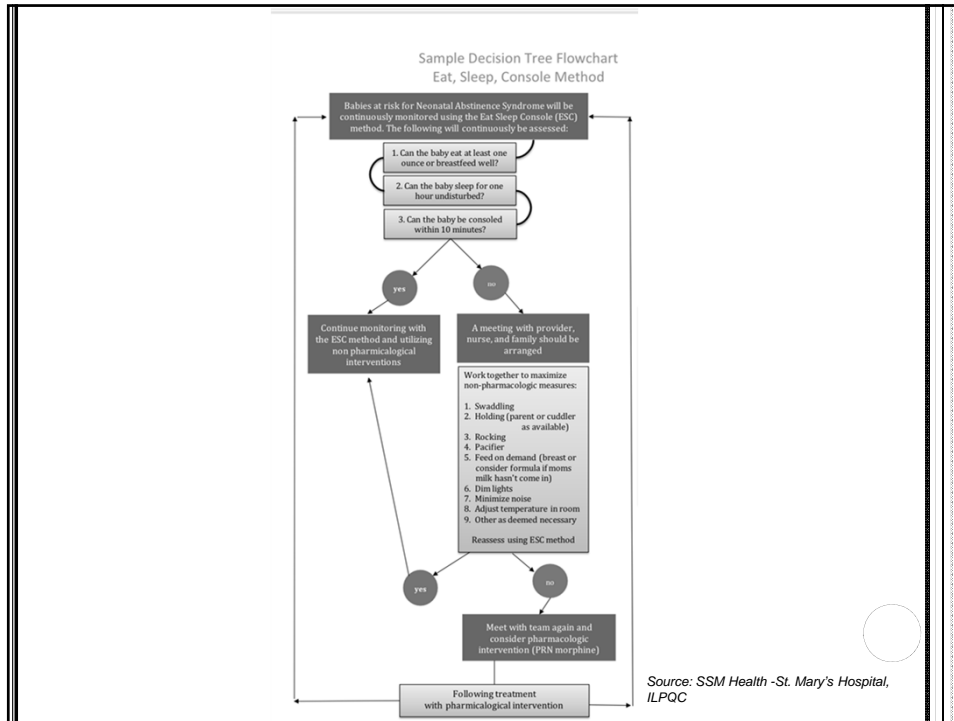 Sample Decision Tree Flowchart
Eat, Sleep, Console Method
Babies at risk for Neonatal Abstinence Syndrome will be
continuously monitored using the Eat Sleep Console (ESC)
method. The following will continuously be assessed:
1. Can the baby eat at least one
ounce or breastfeed well?
2. Can the baby sleep for one
hour undisturbed?
3. Can the baby be consoled
within 10 minutes?
yes
no
Continue monitoring with
the ESC method and utilizing
non pharmicalogical
interventions
A meeting with provider,
nurse, and family should be
arranged
Work together to maximize
non-pharmacologic measures:
1. Swaddling
2. Holding (parent or cuddler
as available)
3. Rocking
4. Pacifier
5. Feed on demand (breast or
consider formula if moms
milk hasn't come in)
6. Dim lights
7. Minimize noise
8. Adjust temperature in room
9. Other as deemed necessary
Reassess using ESC method
yes
no
Meet with team again and
consider pharmacologic
intervention (PRN morphine)
Following treatment
with pharmicalogical intervention
Source: SSM Health -St. Mary's Hospital,
ILPQC